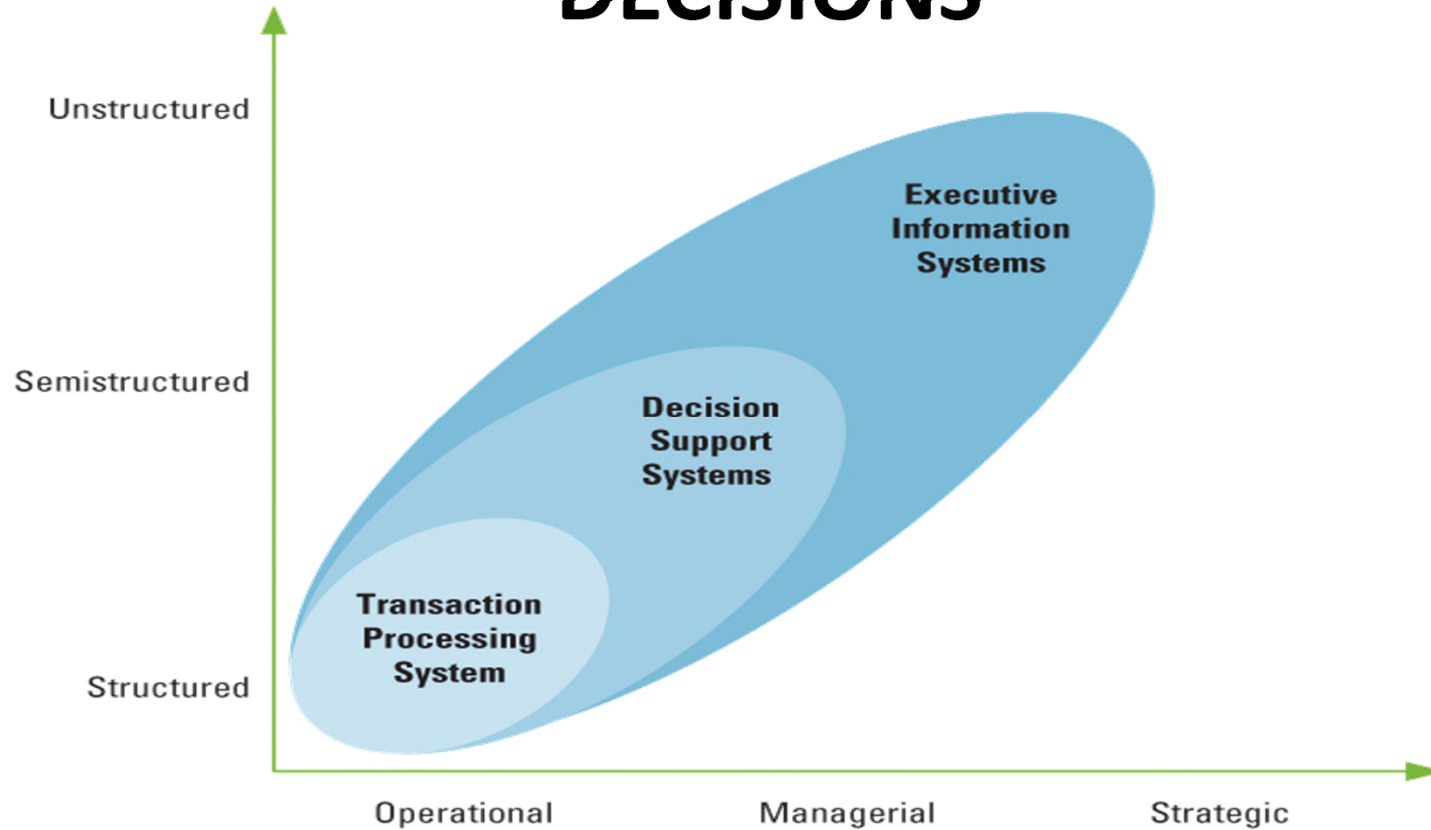 DECISIONS
Unstructured
Executive
Information
Systems
Semistructured
Decision
Support
Systems
Transaction
Processing
System
Structured
Operational
Managerial
Strategic